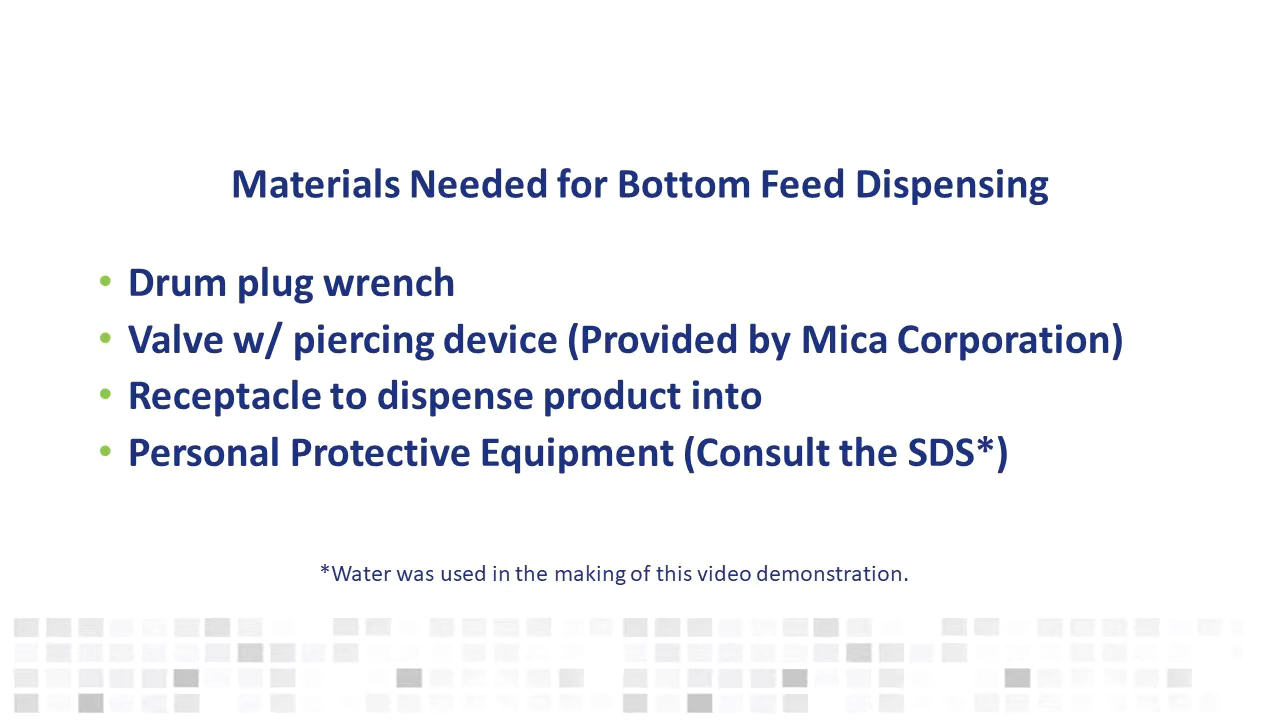 Materials Needed for Bottom Feed Dispensing
• Drum plug wrench
• Valve w/ piercing device (Provided by Mica Corporation)
• Receptacle to dispense product into
• Personal Protective Equipment (Consult the SDS*)
*Water was used in the making of this video demonstration.